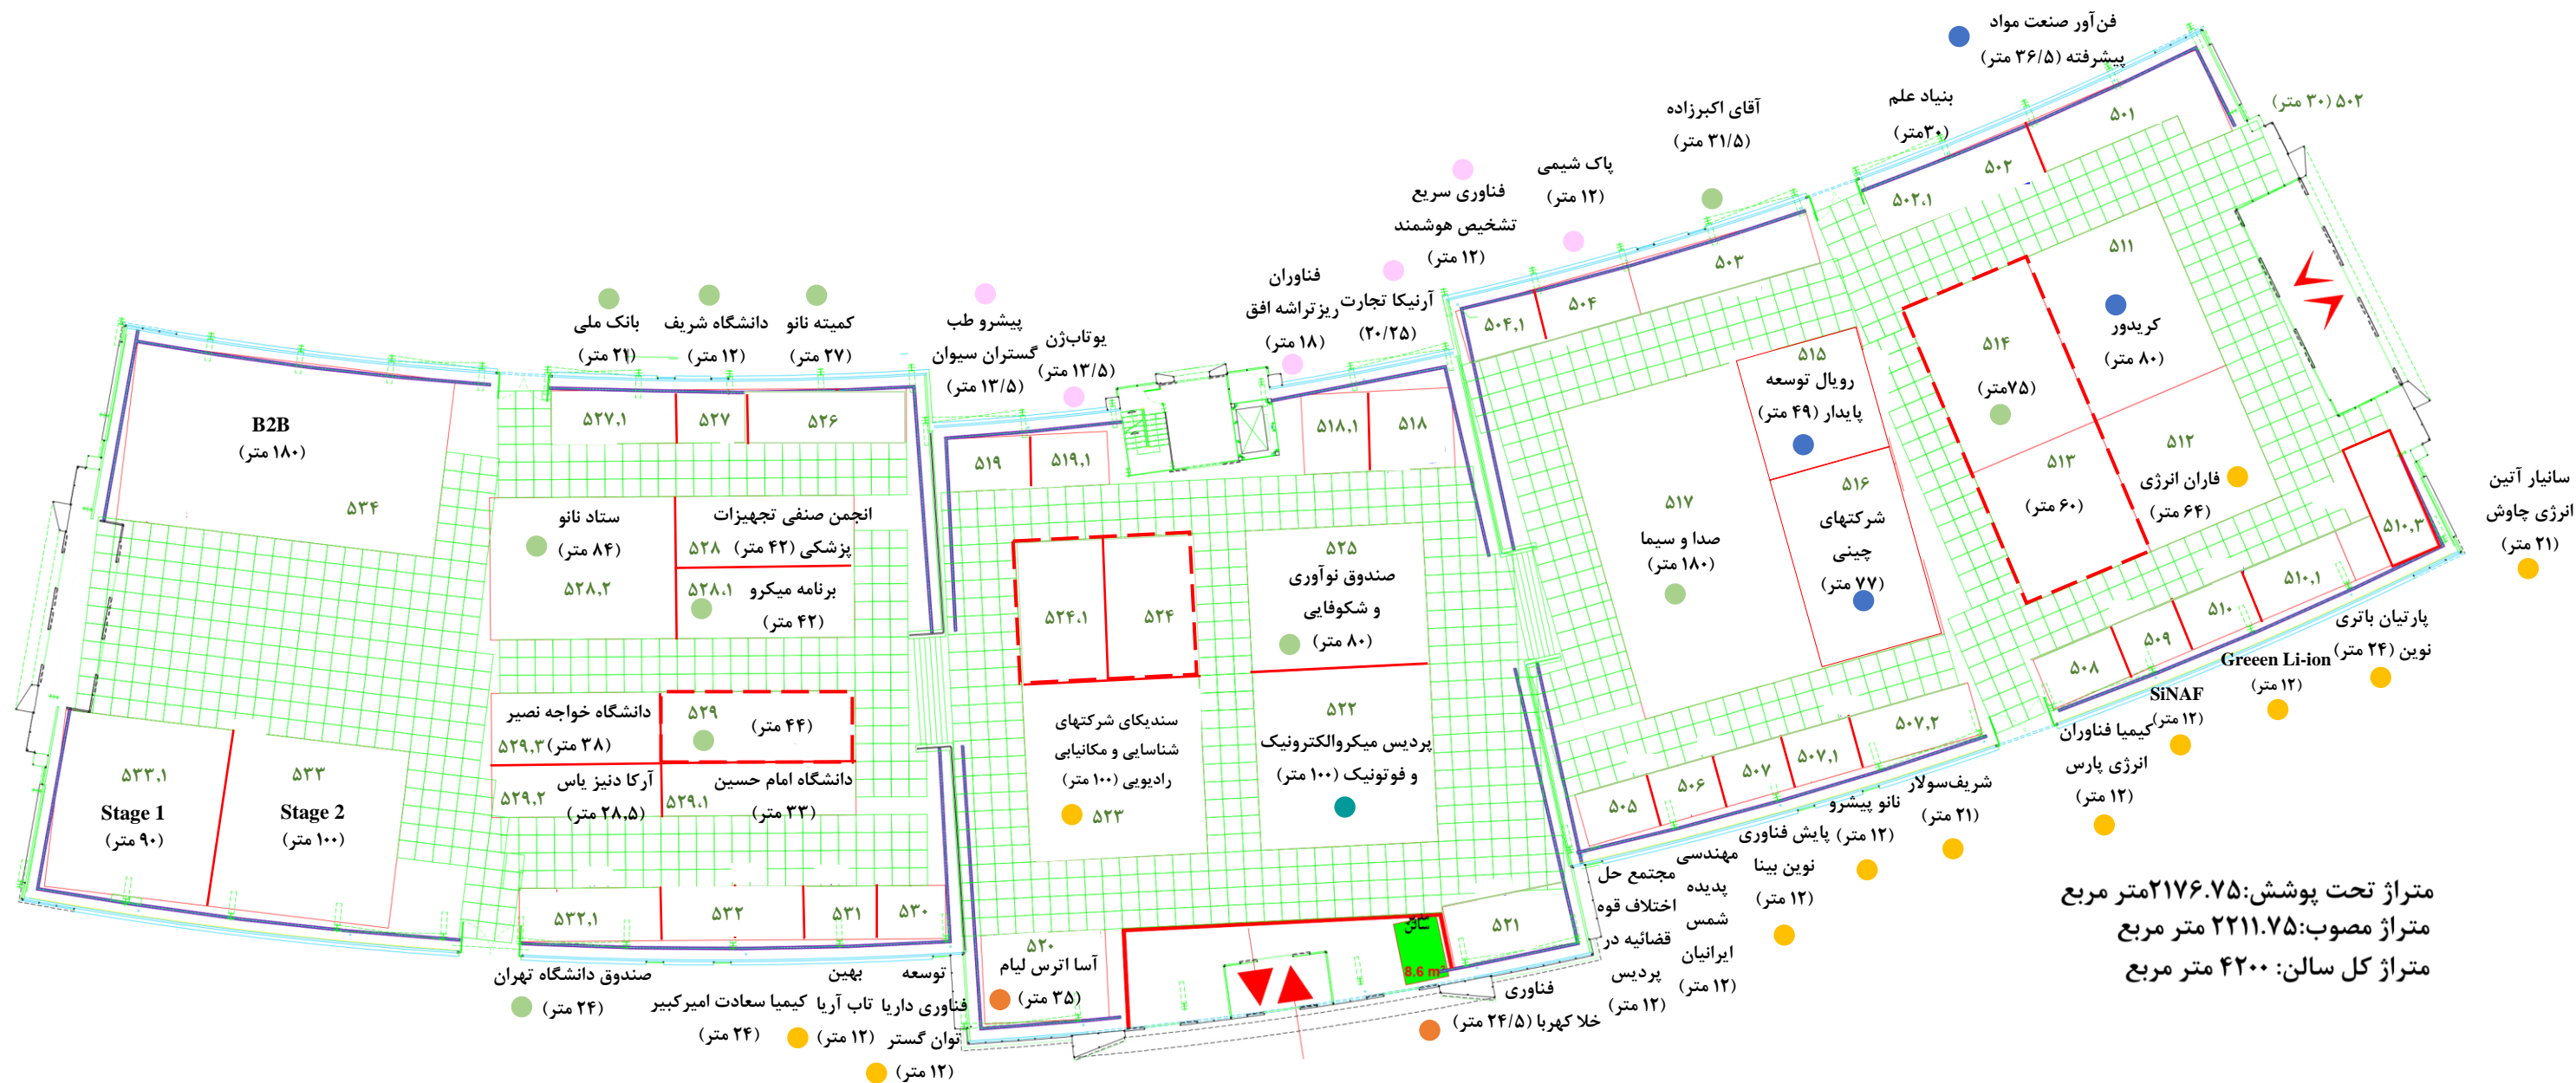 فن‌آور صنعت مواد
پیشرفته (۳۶/۵ متر)
بنیاد علم
(۳۰متر)
۵۰۲ (۳۰ متر)
۵۰۱
۵۰۲
۵۰۲,۱
آقای اکبرزاده
(۳۱/۵ متر)
پاک شیمی
(۱۲ متر)
فناوری سریع
تشخیص هوشمند
(۱۲ متر)
آرنیکا تجارت
(۲۰/۲۵)
فناوران
ریزتراشه افق
(۱۸ متر)
یوتاب‌ژن
(۱۳/۵ متر)
پیشرو طب
گستران سیوان
(۱۳/۵ متر)
کمیته نانو
(۲۷ متر)
دانشگاه شریف
(۱۲ متر)
بانک ملی
(۲۱ متر)
۵۰۳
۵۰۴
۵۰۴,۱
۵۱۱
کریدور
(۸۰ متر)
۵۱۴
(۷۵متر)
۵۱۲
فاران انرژی
(۶۴ متر)
۵۱۳
(۶۰ متر)
۵۱۵
رویال توسعه
پایدار (۴۹ متر)
۵۱۶
شرکتهای
چینی
(۷۷ متر)
۵۱۷
صدا و سیما
(۱۸۰ متر)
۵۱۰,۳
سانیار آتین
انرژی چاوش
(۲۱ متر)
۵۱۰,۱
۵۱۰
۵۰۹
۵۰۸
پارتیان باتری
نوین (۲۴ متر)
Greeen Li-ion
(۱۲ متر)
SiNAF
(۱۲ متر)
کیمیا فناوران
انرژی پارس
(۱۲ متر)
۵۰۷,۲
۵۰۷,۱
۵۰۷
۵۰۶
۵۰۵
شریف‌سولار
(۲۱ متر)
نانو پیشرو
(۱۲ متر)
پایش فناوری
نوین بینا
(۱۲ متر)
مهندسی
پدیده
شمس
ایرانیان
(۱۲ متر)
مجتمع حل
اختلاف قوه
قضائیه در
پردیس
(۱۲ متر)
۵۱۸
۵۱۸,۱
۵۱۹,۱
۵۱۹
۵۲۵
صندوق نوآوری
و شکوفایی
(۸۰ متر)
۵۲۴
۵۲۴,۱
۵۲۲
پردیس میکروالکترونیک
و فوتونیک (۱۰۰ متر)
سندیکای شرکتهای
شناسایی و مکانیابی
رادیویی (۱۰۰ متر)
۵۲۳
۵۲۱
سالن
8.6 m²
فناوری
خلا کهربا (۲۴/۵ متر)
۵۲۰
آسا اترس لیام
(۳۵ متر)
۵۲۶
۵۲۷
۵۲۷,۱
B2B
(۱۸۰ متر)
۵۳۴
ستاد نانو
(۸۴ متر)
۵۲۸,۲
انجمن صنفی تجهیزات
پزشکی (۴۲ متر) ۵۲۸
برنامه میکرو ۵۲۸,۱
(۴۲ متر)
۵۲۹
(۴۴ متر)
دانشگاه خواجه نصیر
(۳۸ متر) ۵۲۹,۳
آرکا دنیز یاس
(۲۸,۵ متر)
۵۲۹,۲
دانشگاه امام حسین
(۳۳ متر)
۵۲۹,۱
۵۳۳,۱
Stage 1
(۹۰ متر)
۵۳۳
Stage 2
(۱۰۰ متر)
۵۳۰
۵۳۱
۵۳۲
۵۳۲,۱
توسعه
فناوری داریا
توان گستر
(۱۲ متر)
بهین
تاب آریا
(۱۲ متر)
کیمیا سعادت امیرکبیر
(۲۴ متر)
صندوق دانشگاه تهران
(۲۴ متر)
متراژ تحت پوشش:۲۱۷۶.۷۵متر مربع
متراژ مصوب:۲۲۱۱.۷۵ متر مربع
متراژ کل سالن: ۴۲۰۰ متر مربع